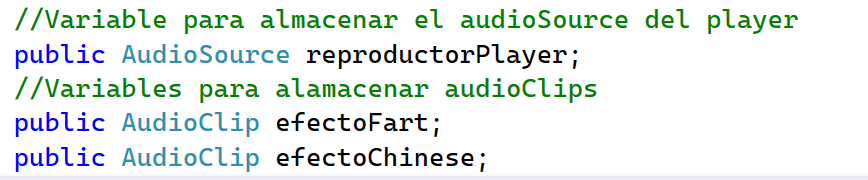 //Variable para almacenar el audioSource del player
public AudioSource reproductorPlayer;
//Variables para alamacenar audioClips
public AudioClip efectoFart;
public AudioClip efectoChinese;